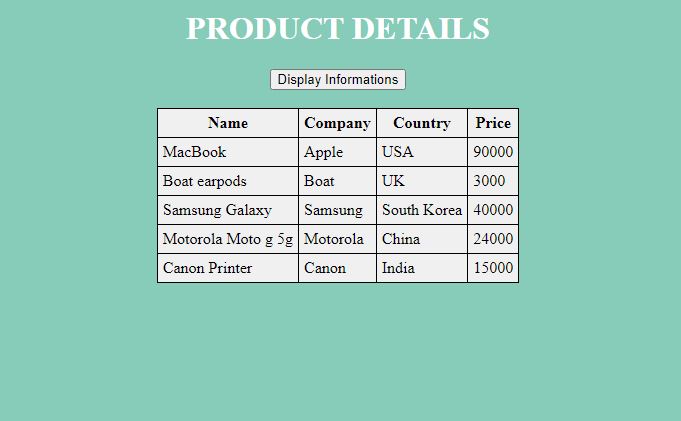 PRODUCT DETAILS
Display Informations
Name Company Country Price
MacBook Apple USA 90000
Boat earpods Boat UK 3000
Samsung Galaxy Samsung South Korea 40000
Motorola Moto g 5g Motorola China 24000
Canon Printer Canon India 15000